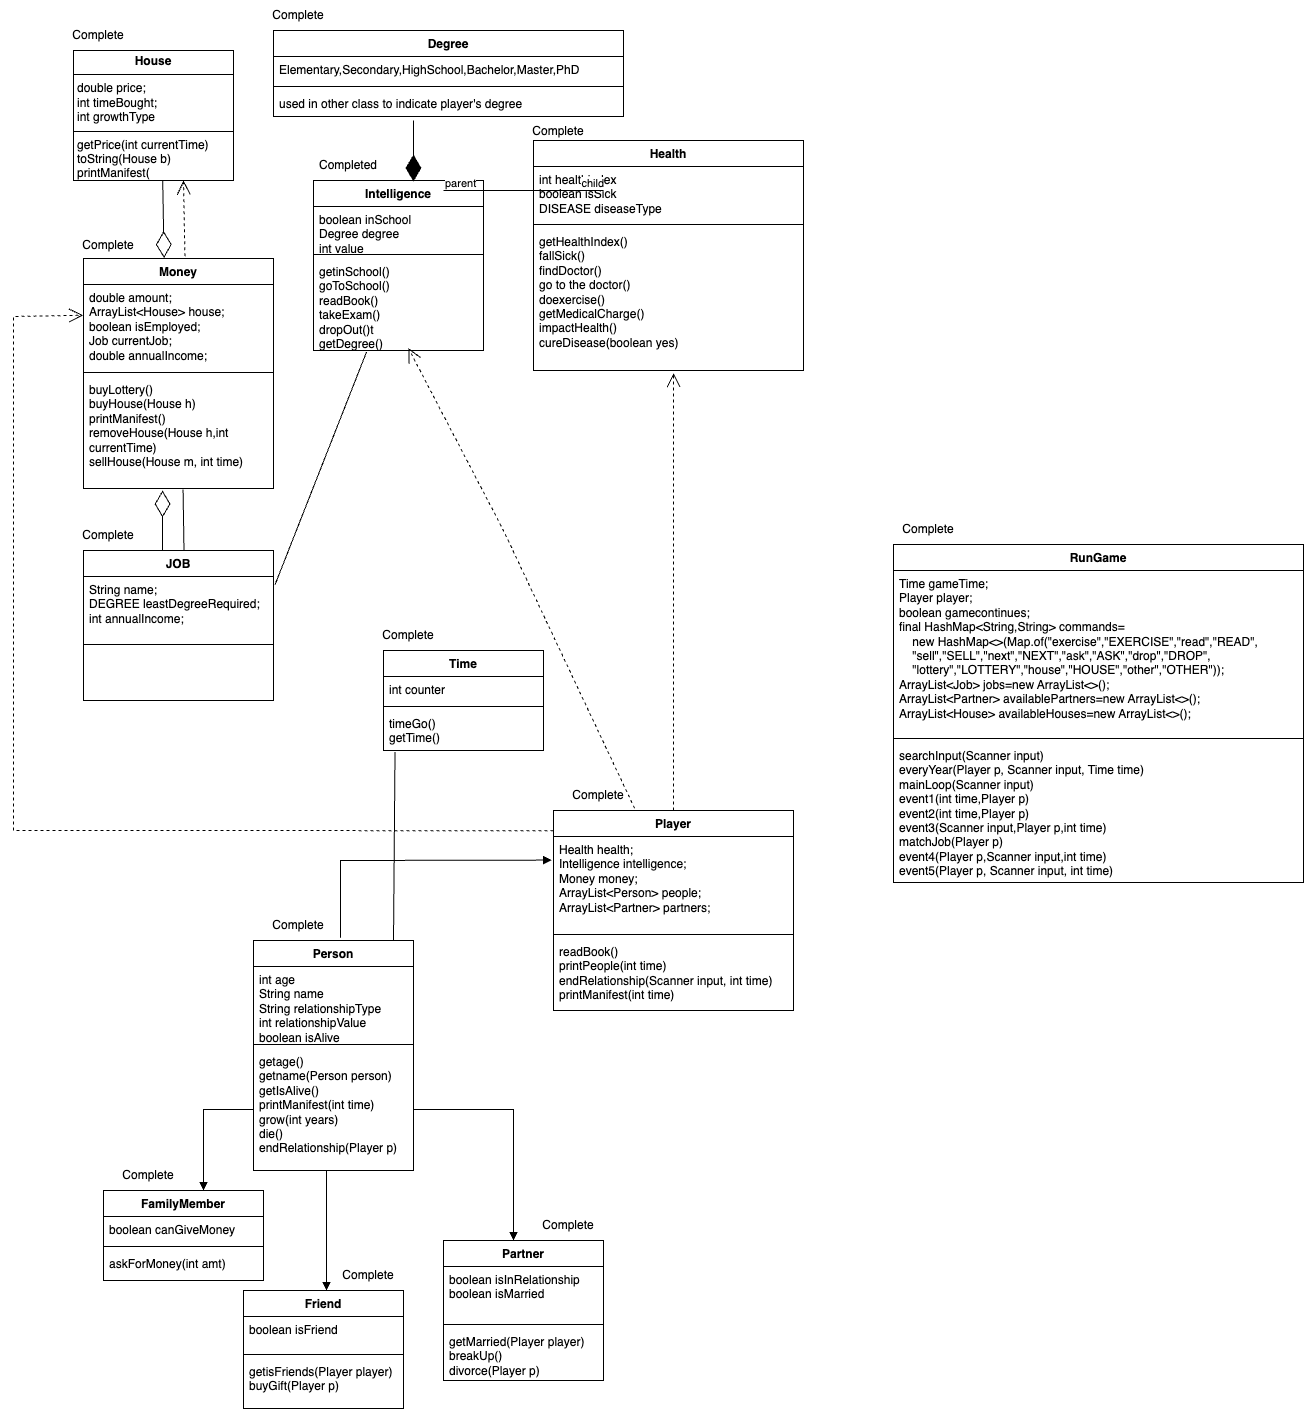 Complete
Degree
Elementary,Secondary,HighSchool,Bachelor,Master,PhD
used in other class to indicate player's degree
Complete
House
double price;
int timeBought;
int growthType
getPrice(int currentTime)
toString(House b)
printManifest(
Completed
Intelligence
boolean inSchool
Degree degree
int value
getinSchool()
goToSchool()
readBook()
takeExam()
dropOut()t
getDegree()
parent
child
Complete
Health
int healt
ex
boolean isSick
DISEASE diseaseType
getHealthIndex()
fallSick()
findDoctor()
go to the doctor()
doexercise()
getMedicalCharge()
impactHealth()
cureDisease(boolean yes)
Complete
Money
double amount;
ArrayList<House> house;
boolean isEmployed;
Job currentJob;
double annualIncome;
buyLottery()
buyHouse(House h)
printManifest()
removeHouse(House h,int
currentTime)
sellHouse(House m, int time)
Complete
JOB
String name;
DEGREE leastDegreeRequired;
int annualIncome;
Complete
RunGame
Time gameTime;
Player player;
boolean gamecontinues;
final HashMap<String,String> commands=
new HashMap<>(Map.of("exercise","EXERCISE","read","READ",
"sell","SELL","next","NEXT","ask","ASK","drop","DROP",
"lottery","LOTTERY","house","HOUSE","other","OTHER"));
ArrayList<Job> jobs=new ArrayList<>();
ArrayList<Partner> availablePartners=new ArrayList<>();
ArrayList<House> availableHouses=new ArrayList<>();
searchInput(Scanner input)
everyYear(Player p, Scanner input, Time time)
mainLoop(Scanner input)
event1(int time,Player p)
event2(int time,Player p)
event3(Scanner input,Player p,int time)
matchJob(Player p)
event4(Player p,Scanner input,int time)
event5(Player p, Scanner input, int time)
Complete
Time
int counter
timeGo()
getTime()
Complete
Player
Health health;
Intelligence intelligence;
Money money;
ArrayList<Person> people;
ArrayList<Partner> partners;
readBook()
printPeople(int time)
endRelationship(Scanner input, int time)
printManifest(int time)
Complete
Person
int age
String name
String relationshipType
int relationshipValue
boolean isAlive
getage()
getname(Person person)
getIsAlive()
printManifest(int time)
grow(int years)
die()
endRelationship(Player p)
Complete
FamilyMember
boolean canGiveMoney
askForMoney(int amt)
Complete
Friend
boolean isFriend
getisFriends(Player player)
buyGift(Player p)
Complete
Partner
boolean isInRelationship
boolean isMarried
getMarried(Player player)
breakUp()
divorce(Player p)